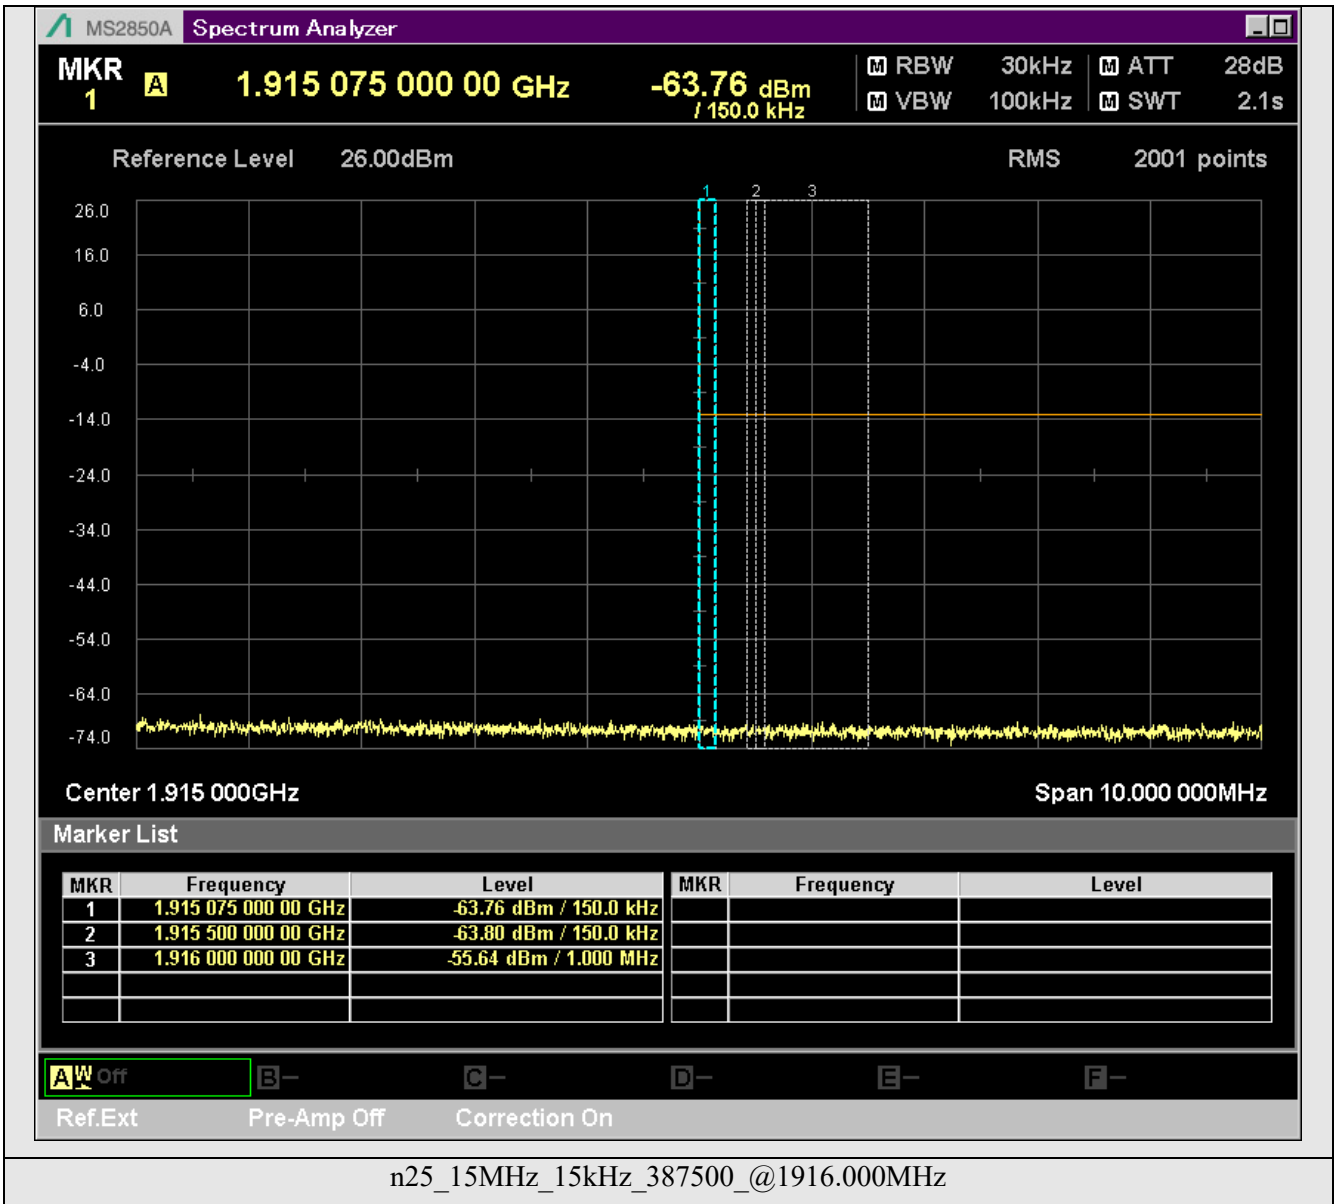 MS2850A Spectrum Analyzer
MKR 1 A 1.915 075 000 00 GHz -63.76 dBm / 150.0 kHz
M RBW 30kHz M ATT 28dB
M VBW 100kHz M SWT 2.1s
Reference Level 26.00dBm RMS 2001 points
1 2 3
26.0
16.0
6.0
-4.0
-14.0
-24.0
-34.0
-44.0
-54.0
-64.0
-74.0
Center 1.915 000GHz Span 10.000 000MHz
Marker List
MKR Frequency Level MKR Frequency Level
1 1.915 075 000 00 GHz -63.76 dBm / 150.0 kHz
2 1.915 500 000 00 GHz -63.80 dBm / 150.0 kHz
3 1.916 000 000 00 GHz -55.64 dBm / 1.000 MHz
A W Off B- C- D- E- F-
Ref.Ext Pre-Amp Off Correction On
n25_15MHz_15kHz_387500_@1916.000MHz